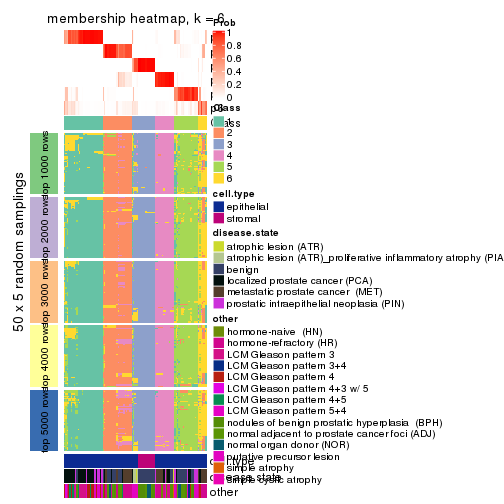 membership heatmap, k = 6
Prob
1
0.8
0.6
0.4
0.2
0
Class
1
2
3
4
5
6
cell.type
epithelial
stromal
disease.state
atrophic lesion (ATR)
atrophic lesion (ATR)_proliferative inflammatory atrophy (PIA
benign
localized prostate cancer (PCA)
metastatic prostate cancer (MET)
prostatic intraepithelial neoplasia (PIN)
other
hormone-naive (HN)
hormone-refractory (HR)
LCM Gleason pattern 3
LCM Gleason pattern 3+4
LCM Gleason pattern 4
LCM Gleason pattern 4+3 w/ 5
LCM Gleason pattern 4+5
LCM Gleason pattern 5+4
nodules of benign prostatic hyperplasia (BPH)
normal adjacent to prostate cancer foci (ADJ)
normal organ donor (NOR)
putative precursor lesion
simple atrophy
simple cystic atrophy
50 x 5 random samplings
top 1000 rows
top 2000 rows
top 3000 rows
top 4000 rows
top 5000 rows
cell.type
disease.state
other